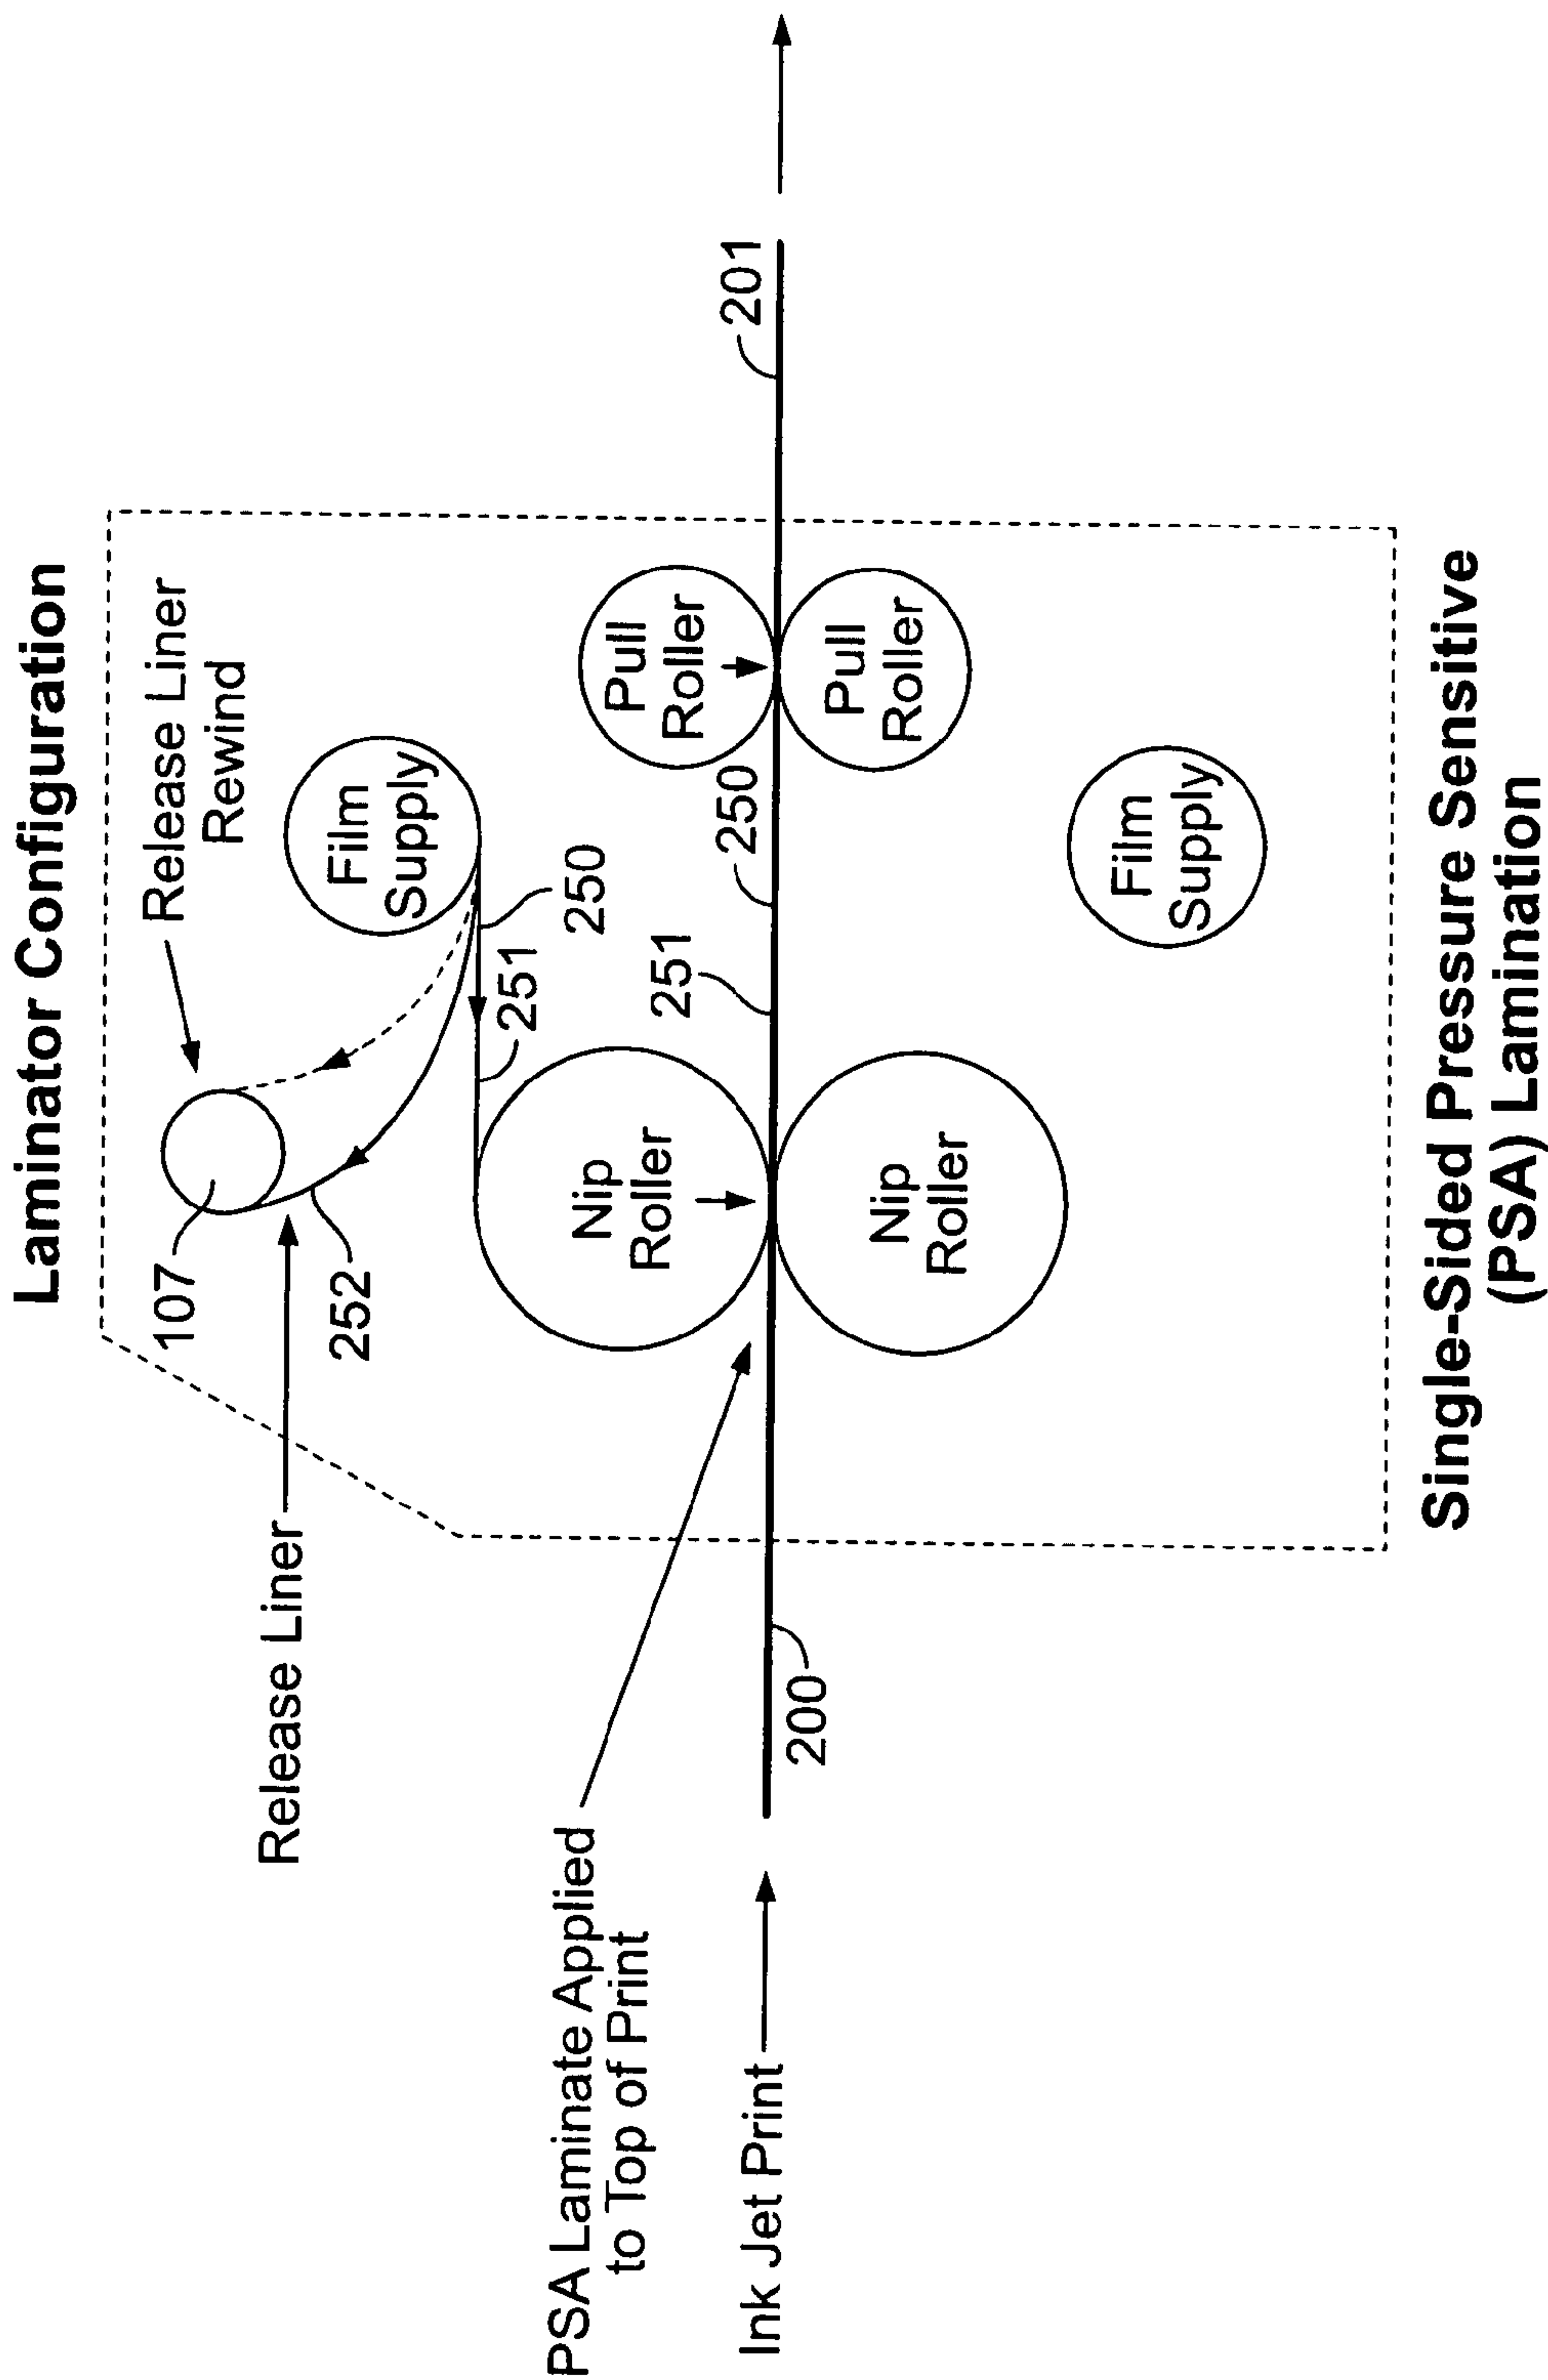 Laminator Configuration
Release Liner
Rewind
107
Release Liner
252
Film
Supply
250
251
PSA Laminate Applied
to Top of Print
Nip
Roller
Pull
Roller
251
250
201
Ink Jet Print
200
Nip
Roller
Pull
Roller
Film
Supply
Single-Sided Pressure Sensitive
(PSA) Lamination